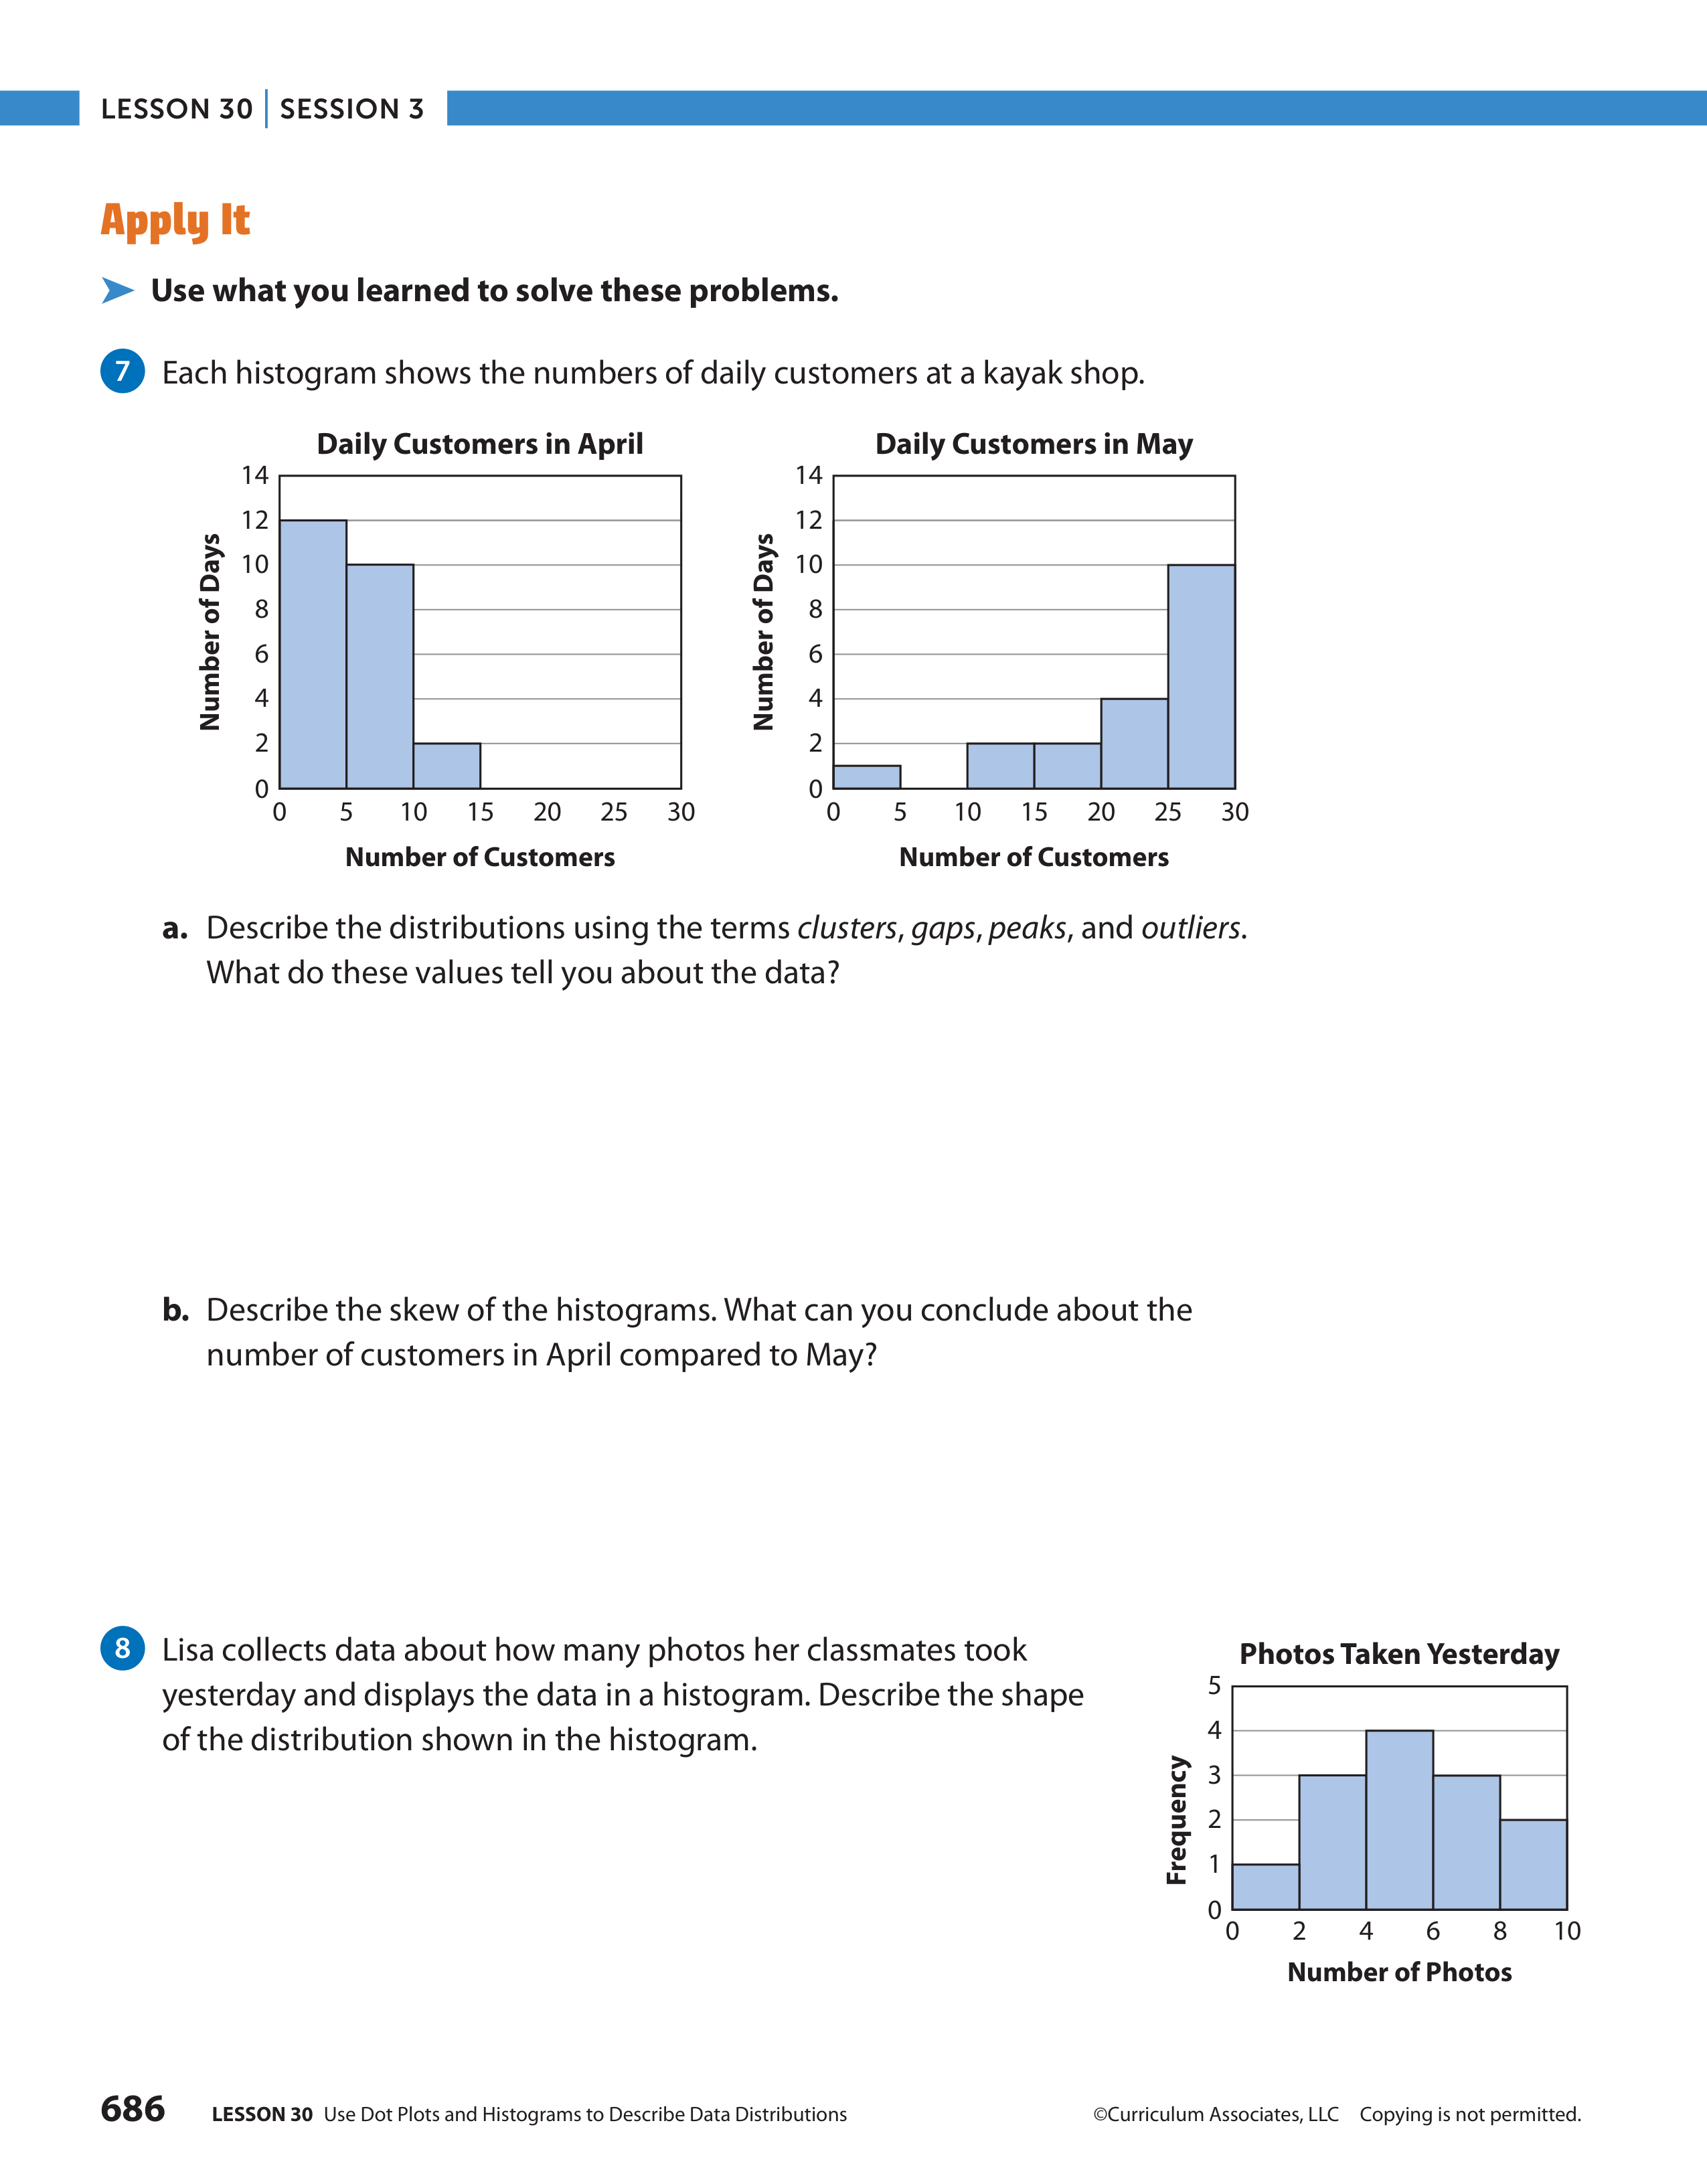 LESSON 30 | SESSION 3
Apply It
Use what you learned to solve these problems.
7 Each histogram shows the numbers of daily customers at a kayak shop.
Daily Customers in April
Number of Days
14
12
10
8
6
4
2
0
0 5 10 15 20 25 30
Number of Customers
Daily Customers in May
Number of Days
14
12
10
8
6
4
2
0
0 5 10 15 20 25 30
Number of Customers
a. Describe the distributions using the terms clusters, gaps, peaks, and outliers.
What do these values tell you about the data?
b. Describe the skew of the histograms. What can you conclude about the
number of customers in April compared to May?
8 Lisa collects data about how many photos her classmates took
yesterday and displays the data in a histogram. Describe the shape
of the distribution shown in the histogram.
Photos Taken Yesterday
Frequency
5
4
3
2
1
0
0 2 4 6 8 10
Number of Photos
686 LESSON 30 Use Dot Plots and Histograms to Describe Data Distributions ©Curriculum Associates, LLC Copying is not permitted.